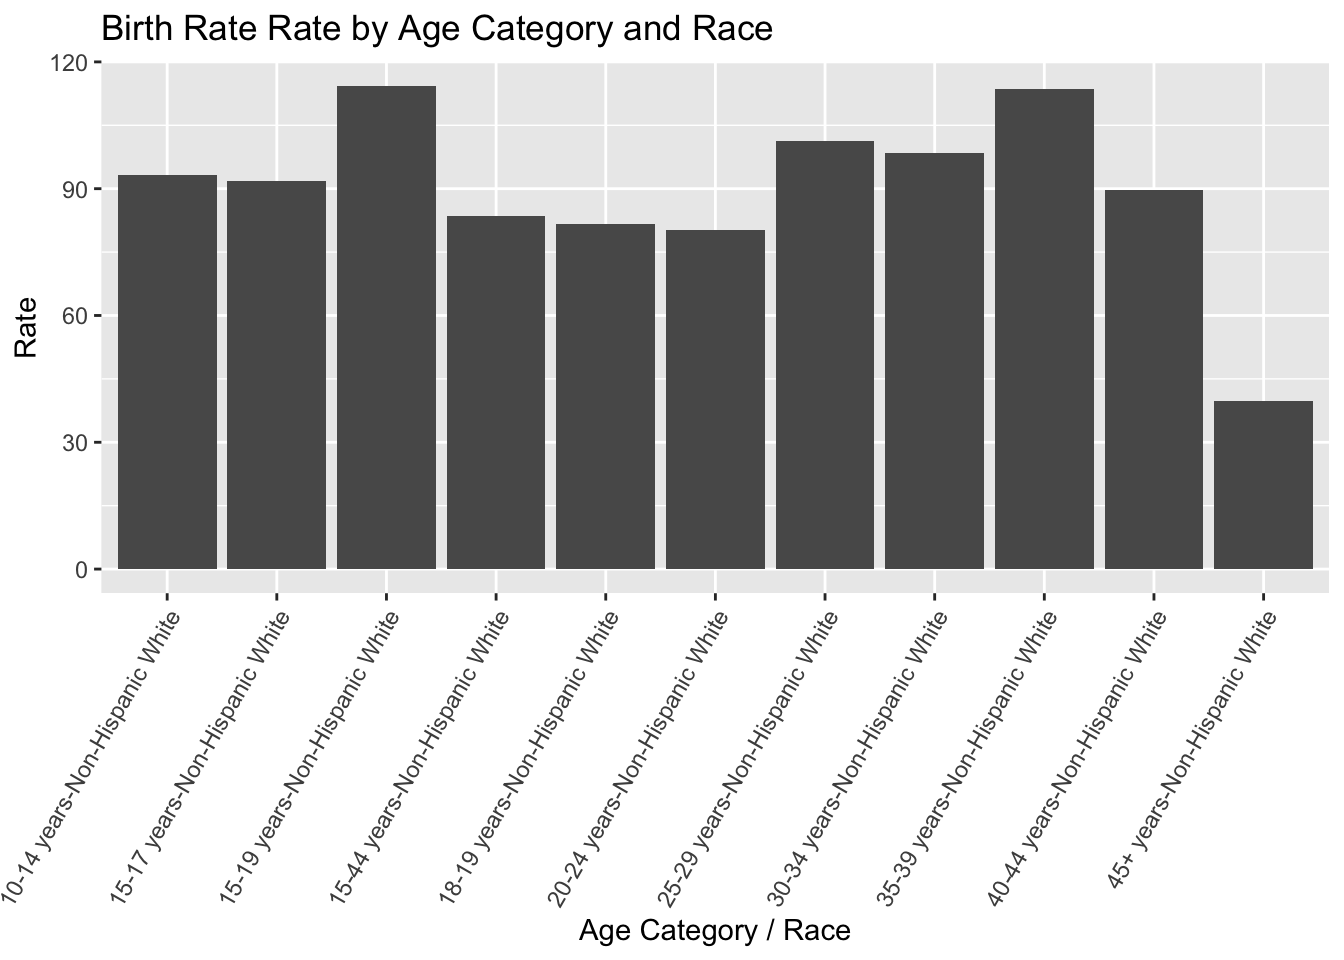 Birth Rate Rate by Age Category and Race
120
90
60
30
0
Rate
10-14 years-Non-Hispanic White
15-17 years-Non-Hispanic White
15-19 years-Non-Hispanic White
15-44 years-Non-Hispanic White
18-19 years-Non-Hispanic White
20-24 years-Non-Hispanic White
25-29 years-Non-Hispanic White
30-34 years-Non-Hispanic White
35-39 years-Non-Hispanic White
40-44 years-Non-Hispanic White
45+ years-Non-Hispanic White
Age Category / Race